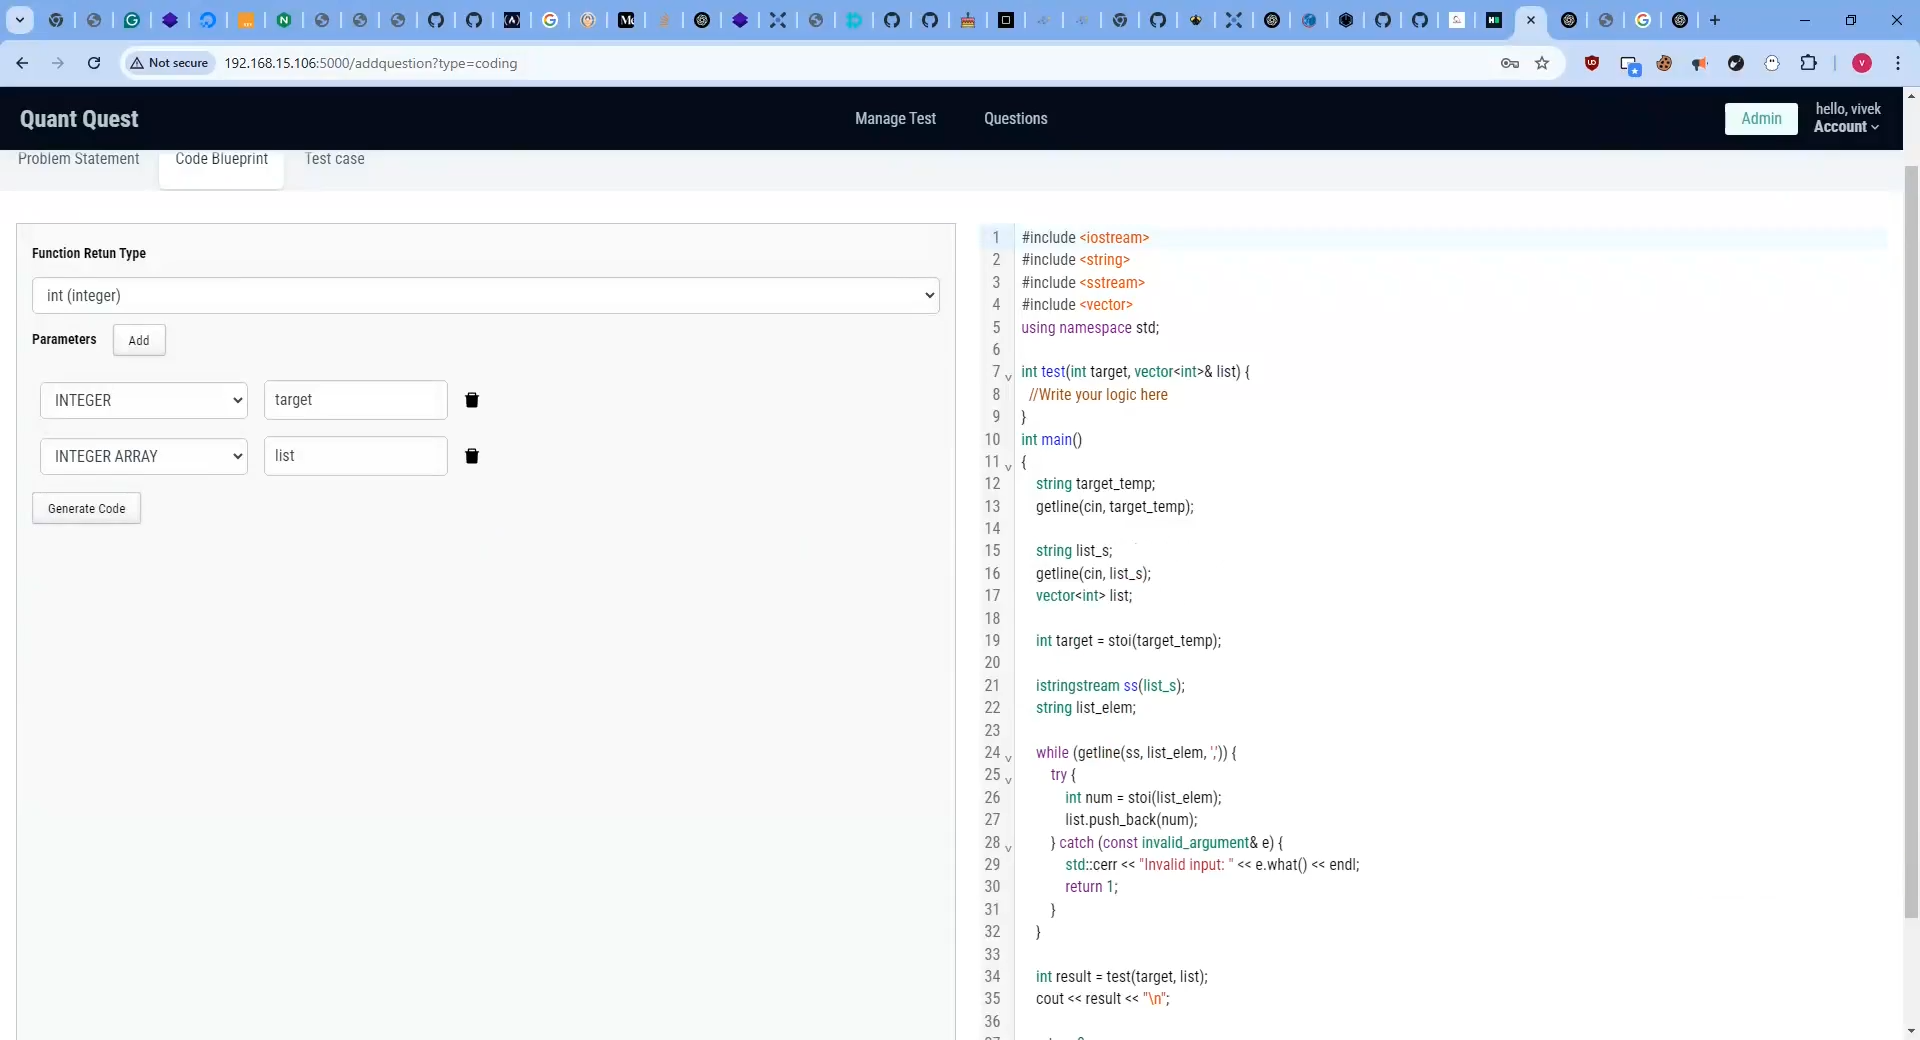 Not secure
192.168.15.106:5000/addquestion?type=coding
V
Quant Quest
Manage Test
Questions
Admin
hello, vivek
Account
Problem Statement
Code Blueprint
Test case
Function Retun Type
int (integer)
Parameters
Add
INTEGER
target
INTEGER ARRAY
list
Generate Code
1 #include <iostream>
2 #include <string>
3 #include <sstream>
4 #include <vector>
5 using namespace std;
6
7 int test(int target, vector<int>& list) {
8 //Write your logic here
9 }
10 int main()
11 {
12 string target_temp;
13 getline(cin, target_temp);
14
15 string list_s;
16 getline(cin, list_s);
17 vector<int> list;
18
19 int target = stoi(target_temp);
20
21 istringstream ss(list_s);
22 string list_elem;
23
24 while (getline(ss, list_elem, ',')) {
25 try {
26 int num = stoi(list_elem);
27 list.push_back(num);
28 } catch (const invalid_argument& e) {
29 std::cerr << "Invalid input: " << e.what() << endl;
30 return 1;
31 }
32 }
33
34 int result = test(target, list);
35 cout << result << "\n";
36